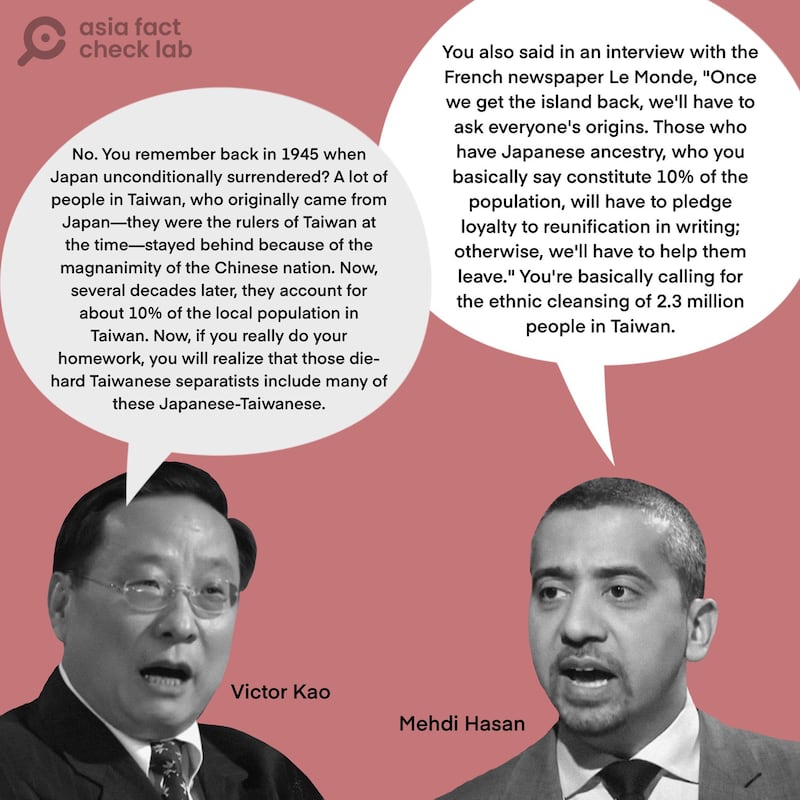 asia fact
check lab
You also said in an interview with the
French newspaper Le Monde, "Once
we get the island back, we'll have to
ask everyone's origins. Those who
have Japanese ancestry, who you
basically say constitute 10% of the
population, will have to pledge
loyalty to reunification in writing;
otherwise, we'll have to help them
leave." You're basically calling for
the ethnic cleansing of 2.3 million
people in Taiwan.
No. You remember back in 1945 when
Japan unconditionally surrendered? A lot of
people in Taiwan, who originally came from
Japan—they were the rulers of Taiwan at
the time—stayed behind because of the
magnanimity of the Chinese nation. Now,
several decades later, they account for
about 10% of the local population in
Taiwan. Now, if you really do your
homework, you will realize that those die-
hard Taiwanese separatists include many of
these Japanese-Taiwanese.
Victor Kao
Mehdi Hasan